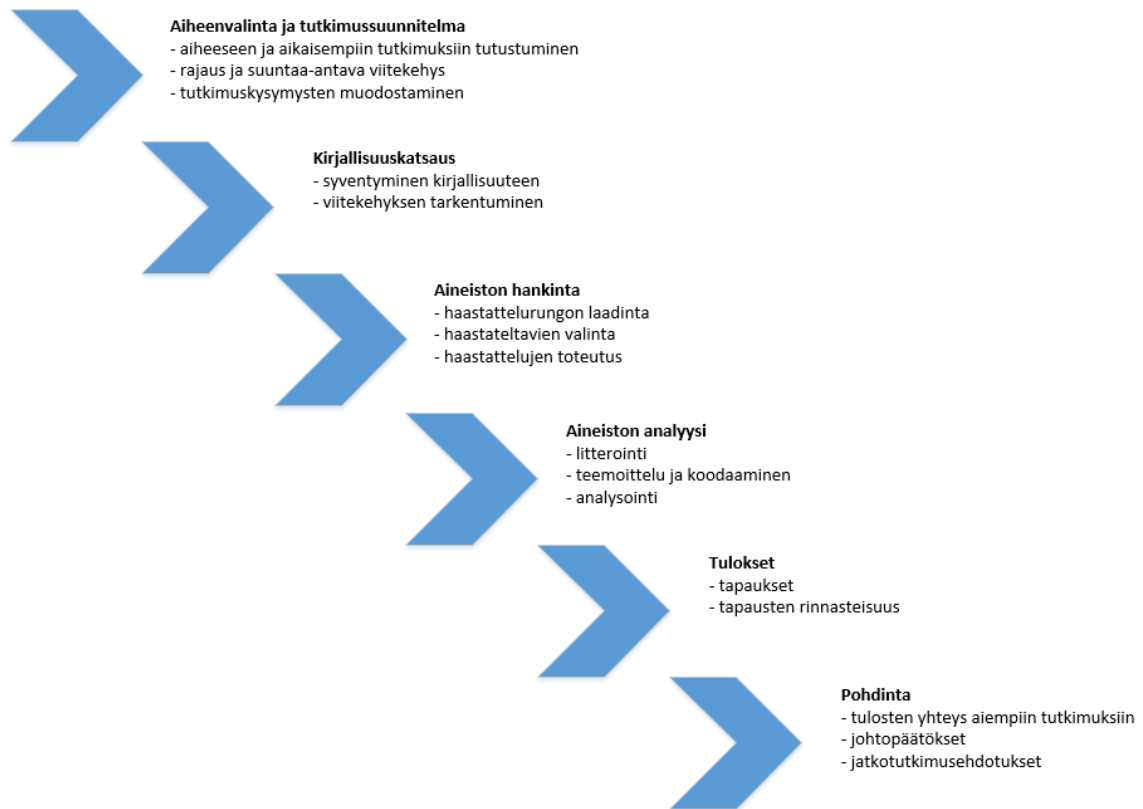 Aiheenvalinta ja tutkimussuunnitelma
- aiheeseen ja aikaisempiin tutkimuksiin tutustuminen
- rajaus ja suuntaa-antava viitekehys
- tutkimuskysymysten muodostaminen
Kirjallisuuskatsaus
- syventyminen kirjallisuuteen
- viitekehyksen tarkentuminen
Aineiston hankinta
- haastattelurungon laadinta
- haastateltavien valinta
- haastattelujen toteutus
Aineiston analyysi
- litterointi
- teemoittelu ja koodaaminen
- analysointi
Tulokset
- tapaukset
- tapausten rinnasteisuus
Pohdinta
- tulosten yhteys aiempiin tutkimuksiin
- johtopäätökset
- jatkotutkimusehdotukset